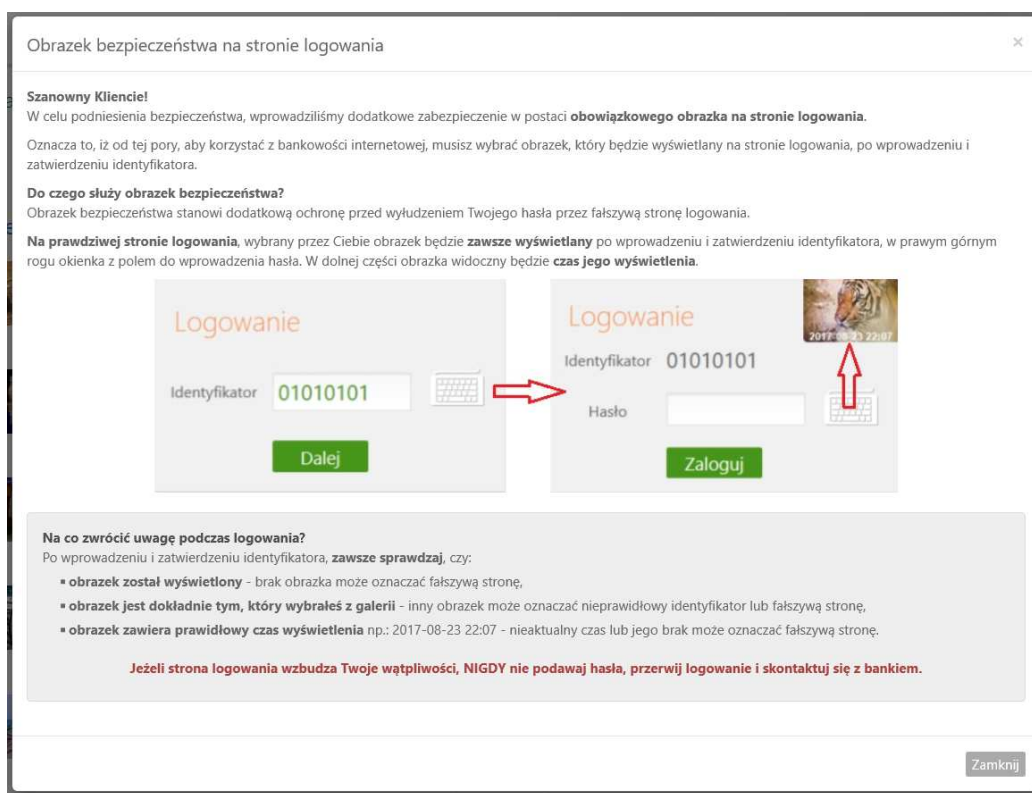 Obrazek bezpieczeństwa na stronie logowania
×
Szanowny Kliencie!
W celu podniesienia bezpieczeństwa, wprowadziliśmy dodatkowe zabezpieczenie w postaci obowiązkowego obrazka na stronie logowania.
Oznacza to, iż od tej pory, aby korzystać z bankowości internetowej, musisz wybrać obrazek, który będzie wyświetlany na stronie logowania, po wprowadzeniu i
zatwierdzeniu identyfikatora.
Do czego służy obrazek bezpieczeństwa?
Obrazek bezpieczeństwa stanowi dodatkową ochronę przed wyłudzeniem Twojego hasła przez fałszywą stronę logowania.
Na prawdziwej stronie logowania, wybrany przez Ciebie obrazek będzie zawsze wyświetlany po wprowadzeniu i zatwierdzeniu identyfikatora, w prawym górnym
rogu okienka z polem do wprowadzenia hasła. W dolnej części obrazka widoczny będzie czas jego wyświetlenia.
Logowanie
Identyfikator 01010101
Dalej
Logowanie
2017-08-23 22:07
Identyfikator 01010101
Hasło
Zaloguj
Na co zwrócić uwagę podczas logowania?
Po wprowadzeniu i zatwierdzeniu identyfikatora, zawsze sprawdzaj, czy:
▪ obrazek został wyświetlony - brak obrazka może oznaczać fałszywą stronę,
▪ obrazek jest dokładnie tym, który wybrałeś z galerii - inny obrazek może oznaczać nieprawidłowy identyfikator lub fałszywą stronę,
▪ obrazek zawiera prawidłowy czas wyświetlenia np.: 2017-08-23 22:07 - nieaktualny czas lub jego brak może oznaczać fałszywą stronę.
Jeżeli strona logowania wzbudza Twoje wątpliwości, NIGDY nie podawaj hasła, przerwij logowanie i skontaktuj się z bankiem.
Zamknij